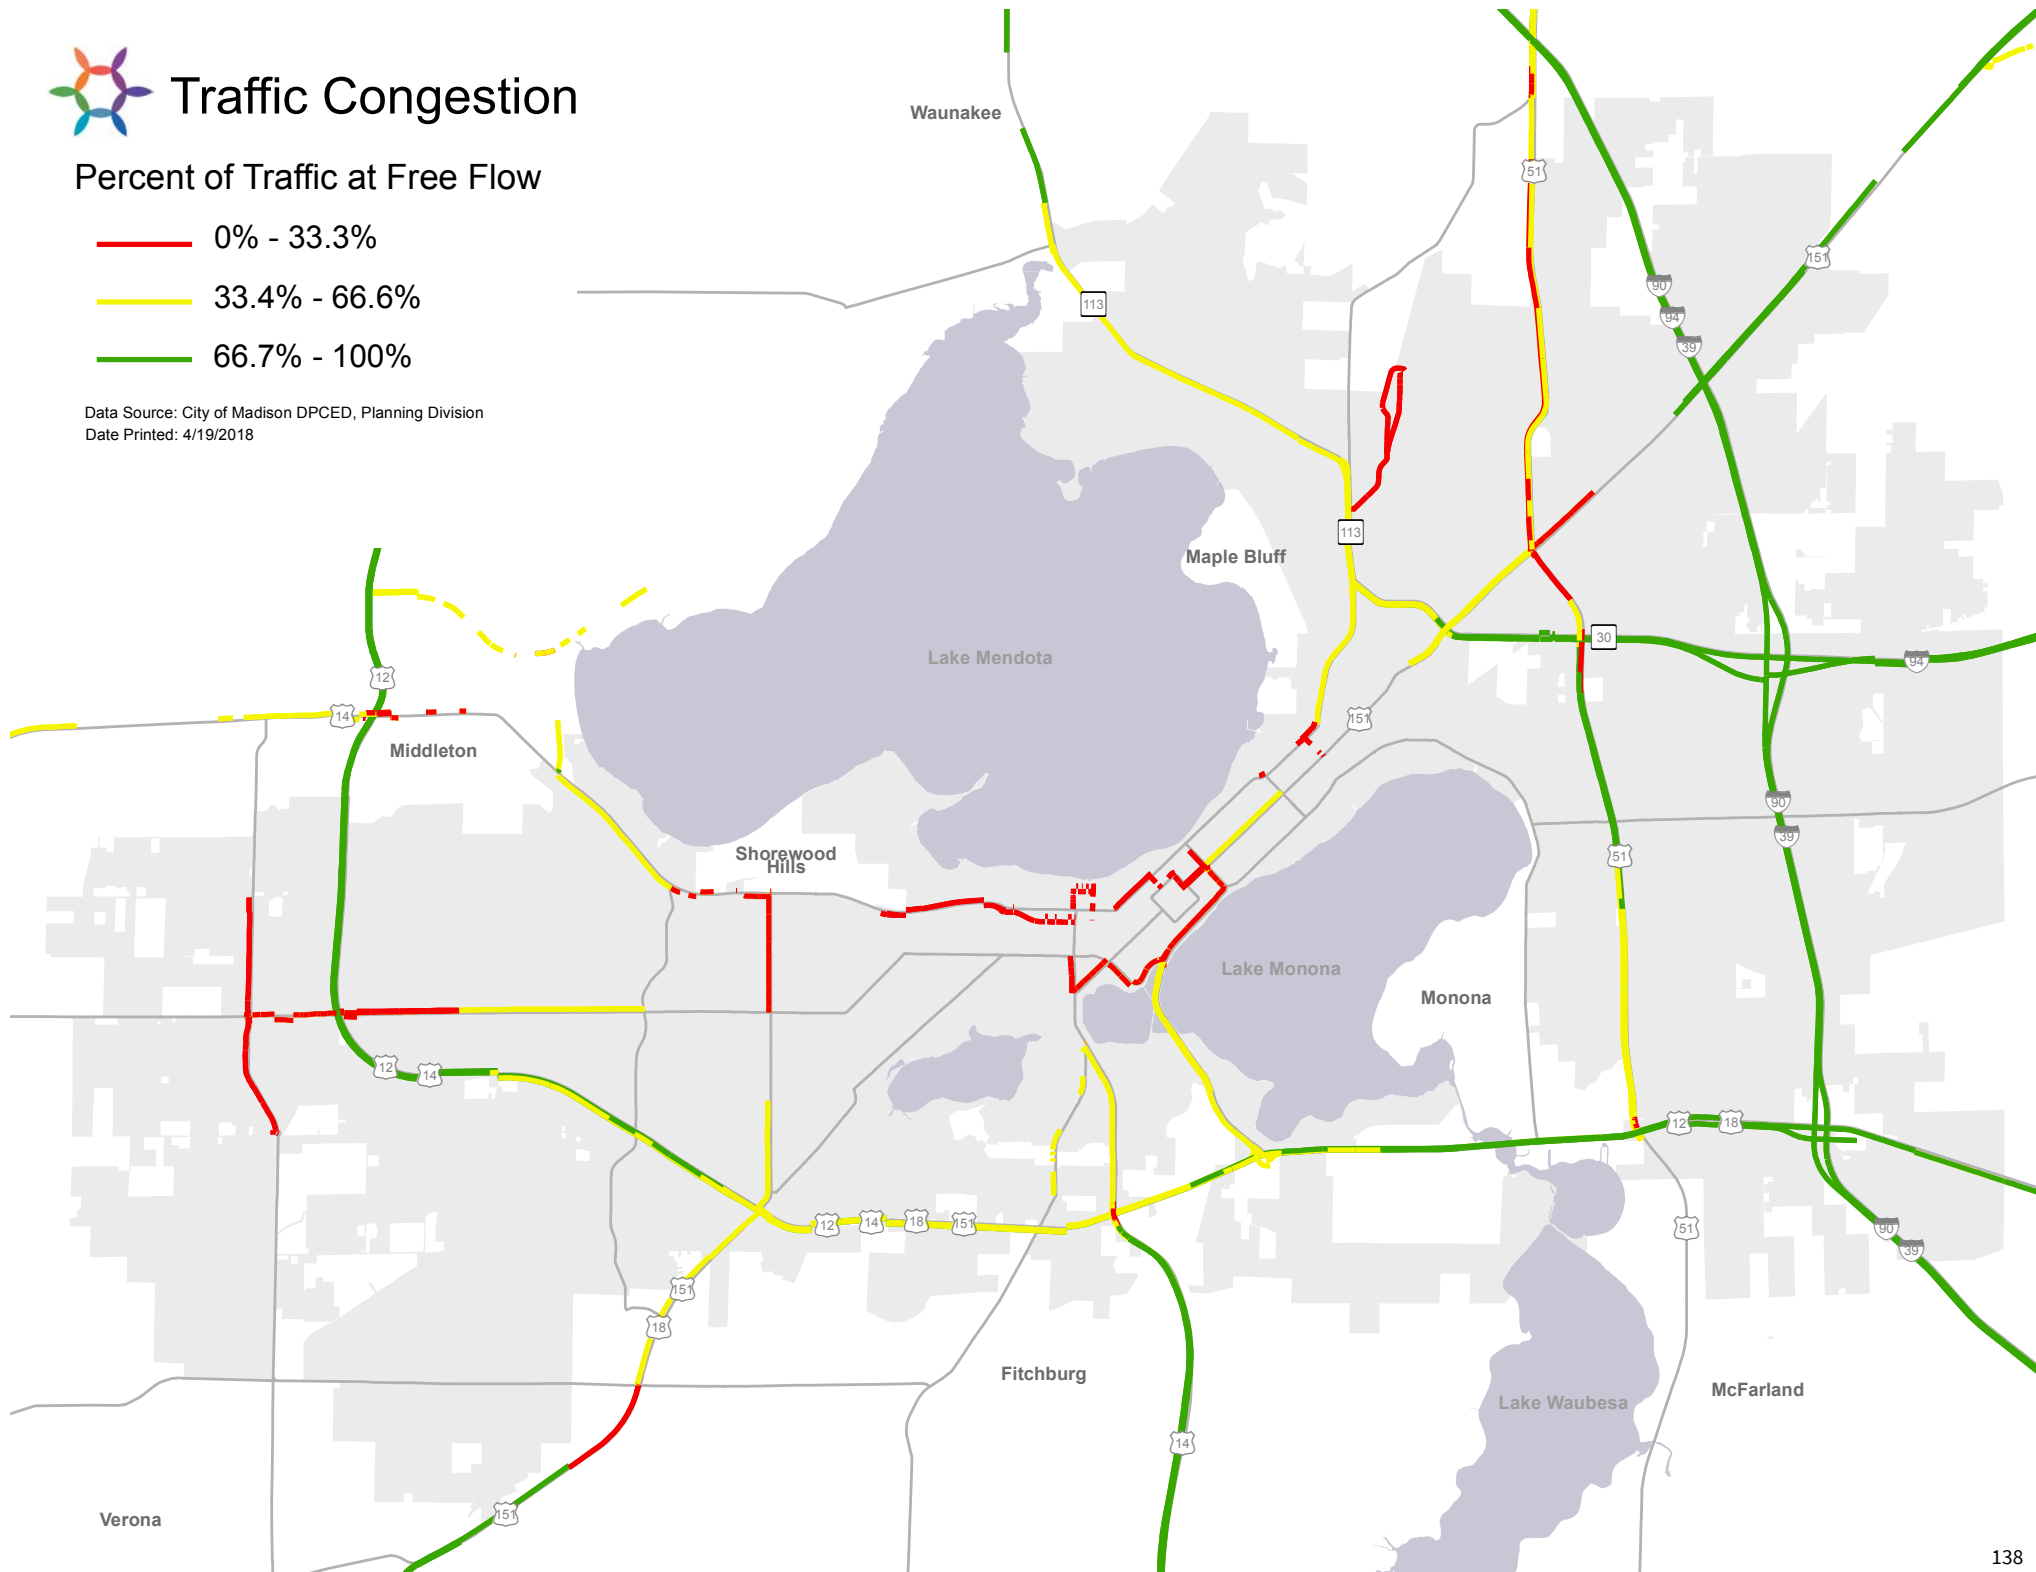 Traffic Congestion
Percent of Traffic at Free Flow
0% - 33.3%
33.4% - 66.6%
66.7% - 100%
Data Source: City of Madison DPCED, Planning Division
Date Printed: 4/19/2018
Waunakee
51
151
90
113
94
39
113
Maple Bluff
30
Lake Mendota
94
12
14
151
Middleton
90
39
Shorewood
Hills
51
Lake Monona
Monona
12
14
12
18
12
14
18
151
51
90
39
151
18
Fitchburg
McFarland
Lake Waubesa
14
151
Verona
138